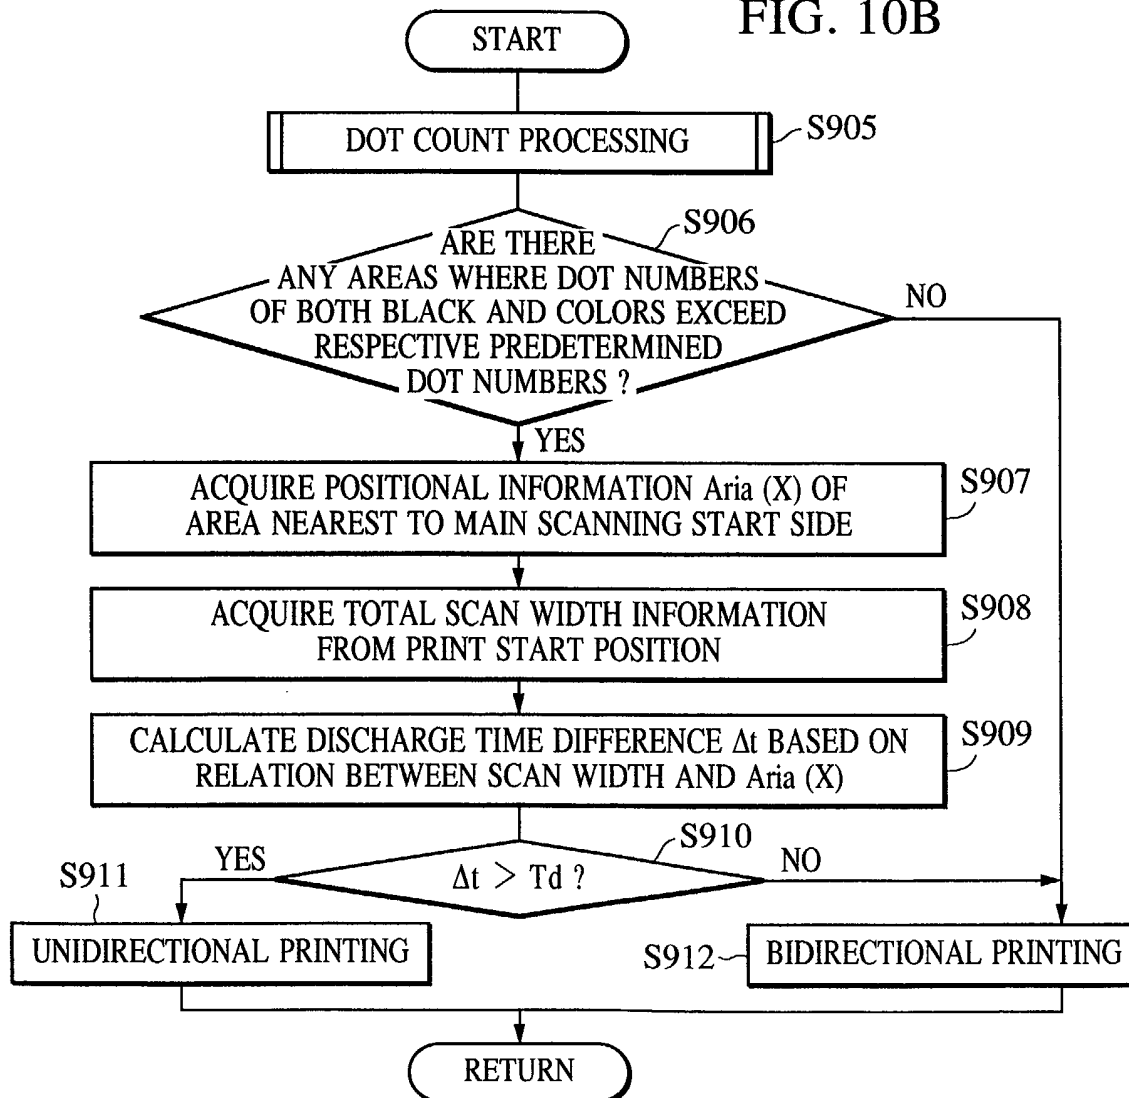 FIG. 10B
START
DOT COUNT PROCESSING
S905
S906
ARE THERE
ANY AREAS WHERE DOT NUMBERS
OF BOTH BLACK AND COLORS EXCEED
RESPECTIVE PREDETERMINED
DOT NUMBERS ?
NO
YES
ACQUIRE POSITIONAL INFORMATION Aria (X) OF
AREA NEAREST TO MAIN SCANNING START SIDE
S907
ACQUIRE TOTAL SCAN WIDTH INFORMATION
FROM PRINT START POSITION
S908
CALCULATE DISCHARGE TIME DIFFERENCE Δt BASED ON
RELATION BETWEEN SCAN WIDTH AND Aria (X)
S909
S910
Δt > Td ?
YES
NO
S911
UNIDIRECTIONAL PRINTING
S912
BIDIRECTIONAL PRINTING
RETURN